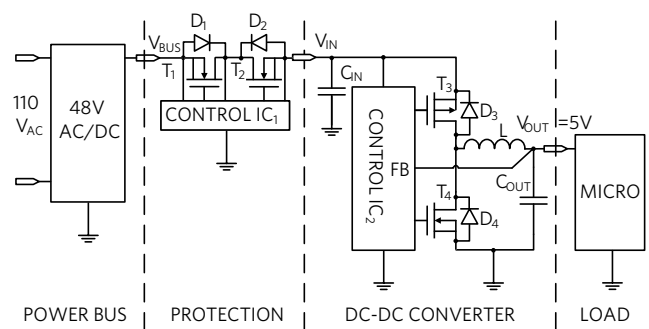 110
VAC
48V
AC/DC
VBUS
D1
D2
T1
T2
CONTROL IC1
VIN
CIN
CONTROL IC2
FB
T3
D3
L
VOUT=5V
T4
D4
COUT
MICRO
POWER BUS
PROTECTION
DC-DC CONVERTER
LOAD